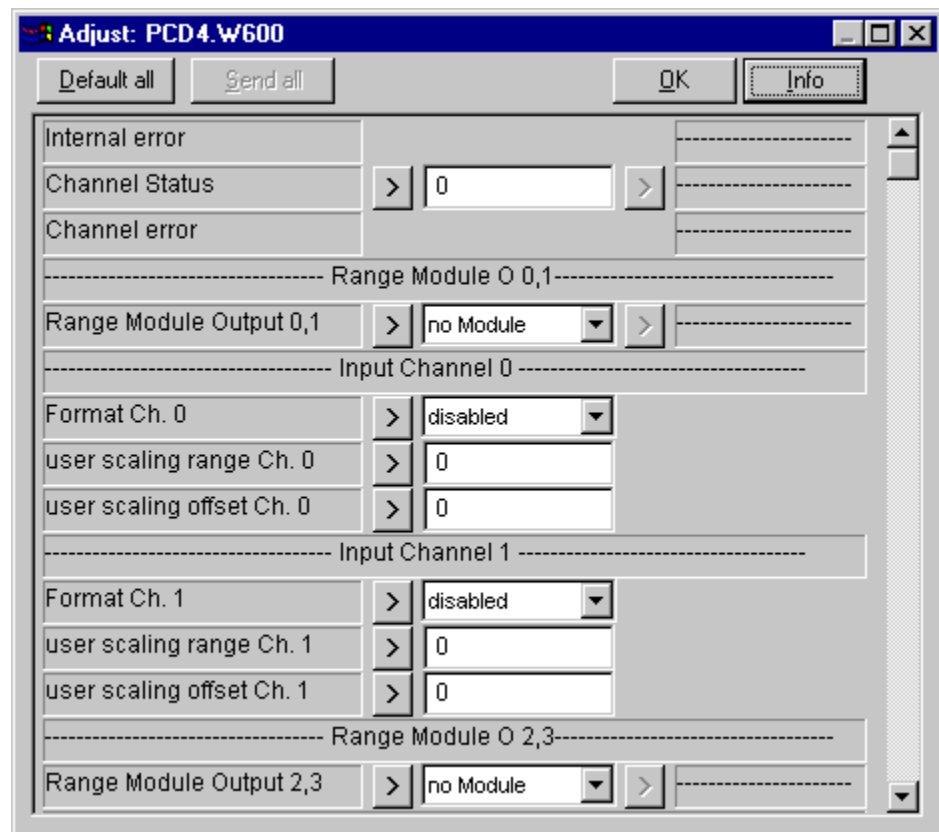 Adjust: PCD4.W600
Default all Send all OK Info
Internal error ----------------------
Channel Status > 0 > ----------------------
Channel error ----------------------
----------------------------------- Range Module O 0,1-----------------------------------
Range Module Output 0,1 > no Module > ----------------------
------------------------------------ Input Channel 0 ------------------------------------
Format Ch. 0 > disabled
user scaling range Ch. 0 > 0
user scaling offset Ch. 0 > 0
------------------------------------ Input Channel 1 ------------------------------------
Format Ch. 1 > disabled
user scaling range Ch. 1 > 0
user scaling offset Ch. 1 > 0
----------------------------------- Range Module O 2,3-----------------------------------
Range Module Output 2,3 > no Module > ----------------------